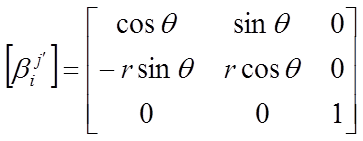 [β_i^{j'}] = [ cos θ  sin θ  0
− r sin θ  r cos θ  0
0  0  1 ]